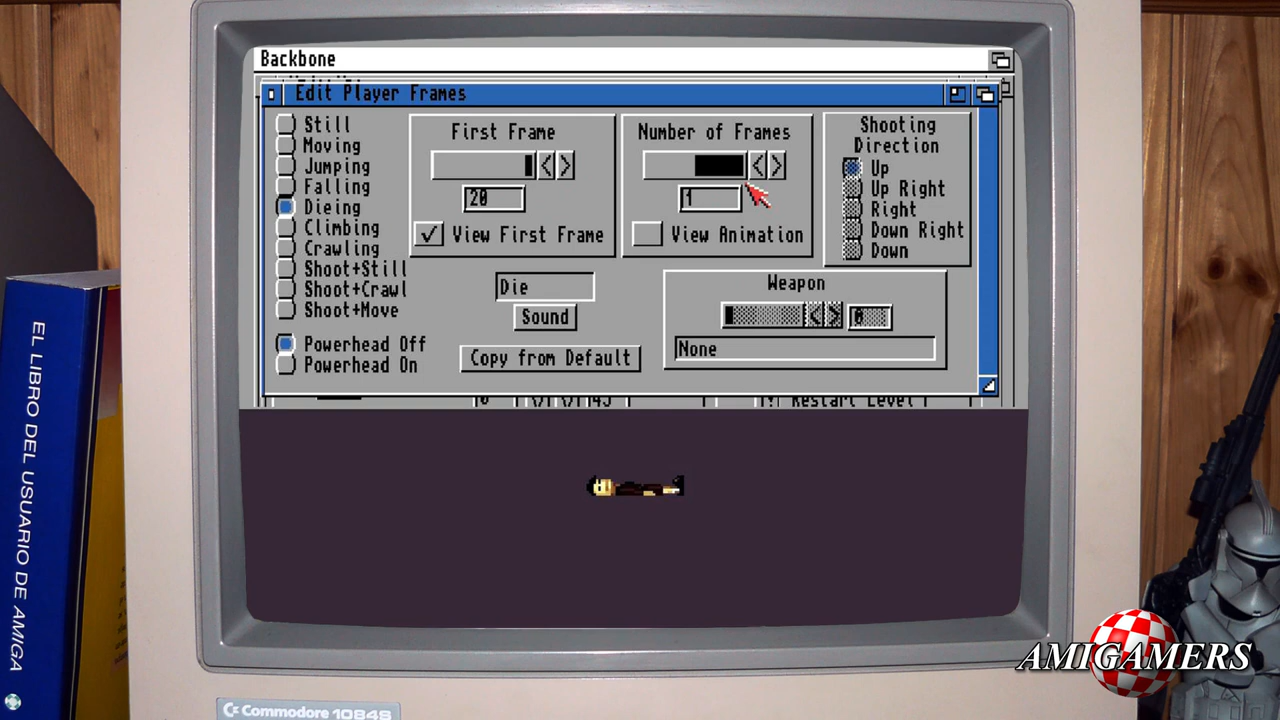 Backbone
Edit Player Frames
Still
Moving
Jumping
Falling
Dieing
Climbing
Crawling
Shoot+Still
Shoot+Crawl
Shoot+Move
Powerhead Off
Powerhead On
First Frame
20
View First Frame
Number of Frames
1
View Animation
Shooting
Direction
Up
Up Right
Right
Down Right
Down
Die
Sound
Copy from Default
Weapon
0
None
Restart Level
EL LIBRO DEL USUARIO DE AMIGA
Commodore 1084S
AMIGAMERS